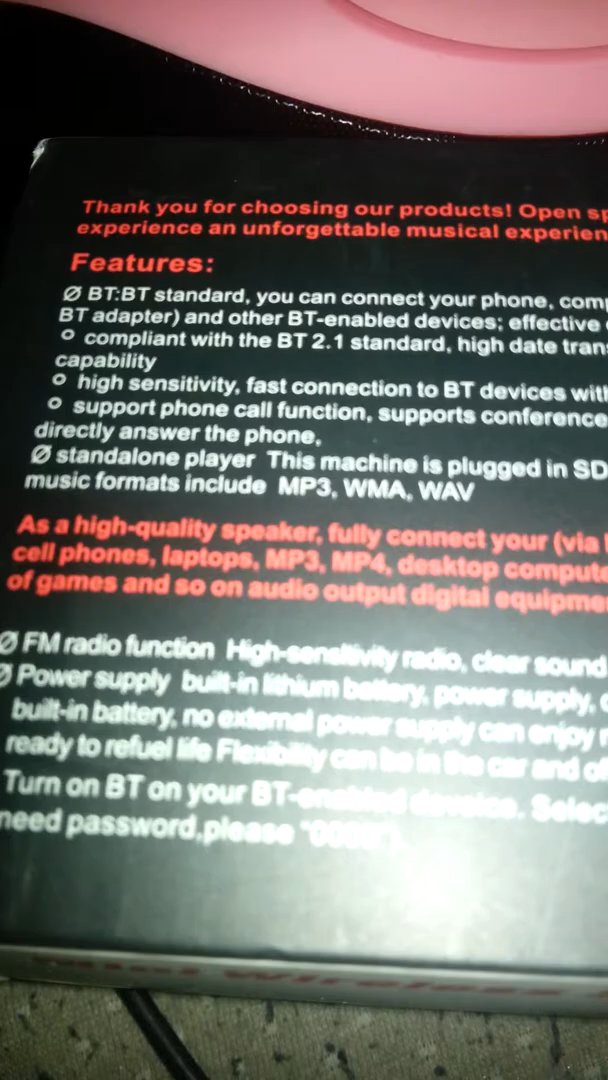 Thank you for choosing our products! Open sp
experience an unforgettable musical experien
Features:
Ø BT:BT standard, you can connect your phone, com
BT adapter) and other BT-enabled devices; effective
o compliant with the BT 2.1 standard, high date tran
capability
o high sensitivity, fast connection to BT devices with
o support phone call function, supports conference
directly answer the phone,
Ø standalone player This machine is plugged in SD
music formats include MP3, WMA, WAV
As a high-quality speaker, fully connect your (via
cell phones, laptops, MP3, MP4, desktop compute
of games and so on audio output digital equipme
Ø FM radio function High-sensitivity radio, clear sound
Ø Power supply built-in lithium battery, power supply,
built-in battery, no external power supply can enjoy
ready to refuel life Flexibility can be in the car and of
Turn on BT on your BT-enabled Selec
need password,please "0000")
Wireless